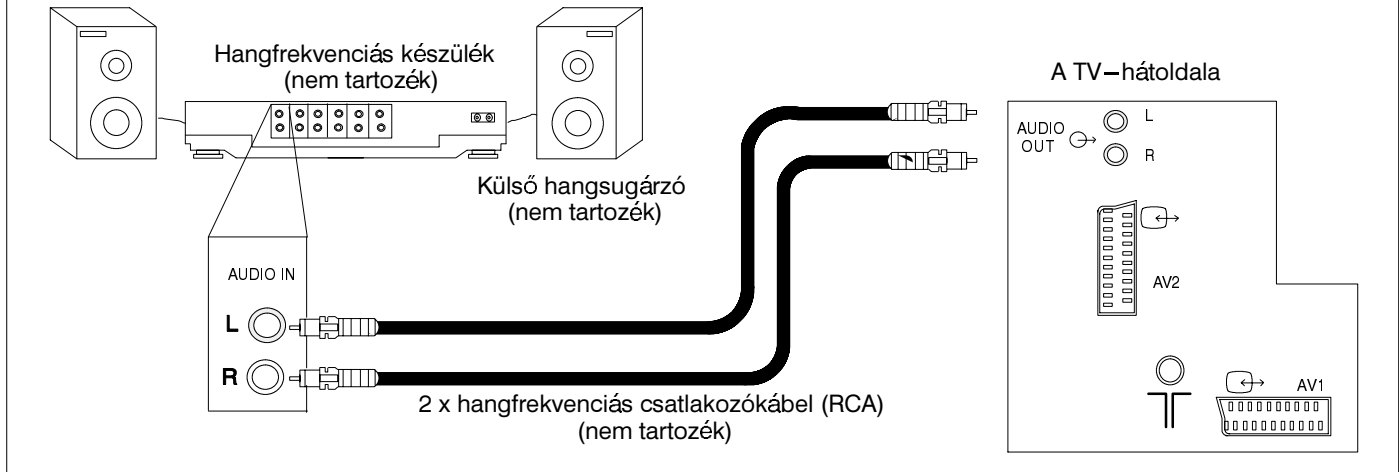 Hangfrekvenciás készülék
(nem tartozék)
A TV–hátoldala
AUDIO
OUT
L
R
Külső hangsugárzó
(nem tartozék)
AV2
AUDIO IN
L
R
AV1
2 x hangfrekvenciás csatlakozókábel (RCA)
(nem tartozék)